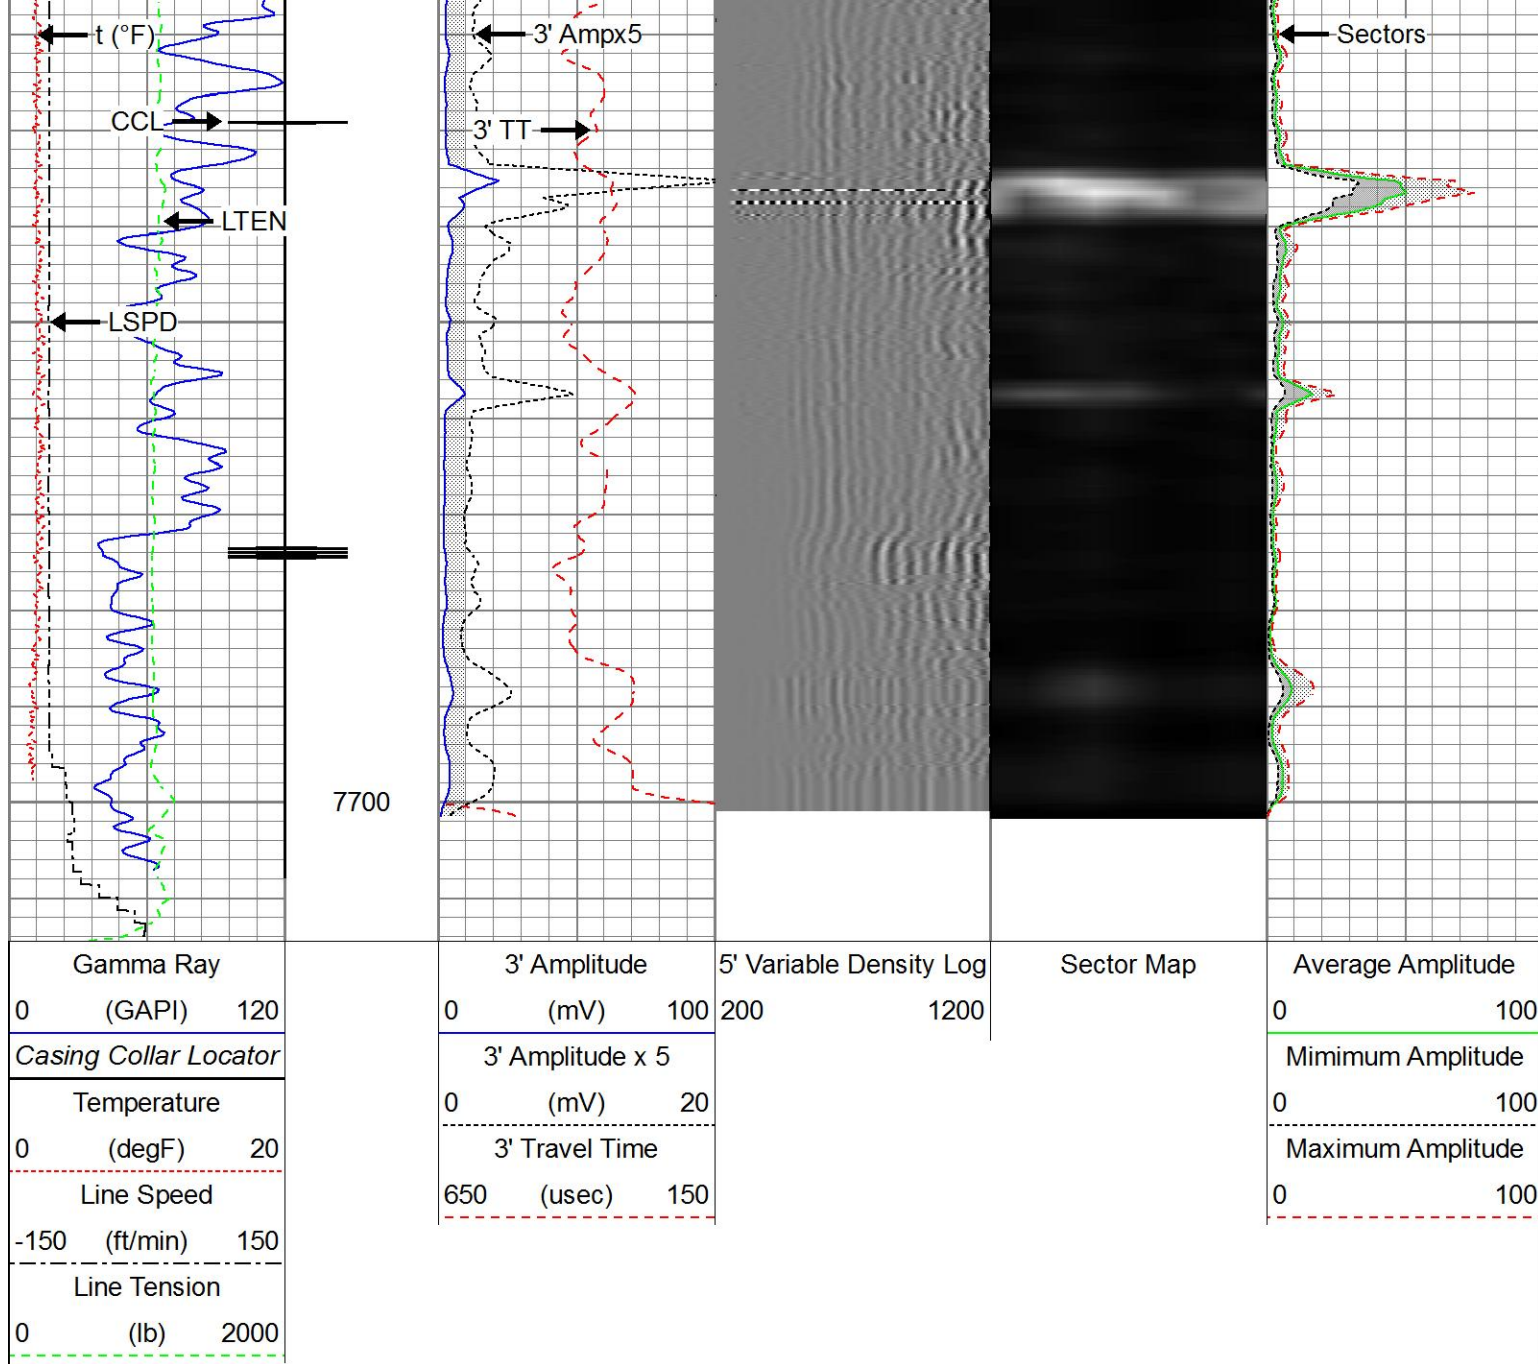 t (°F)
3' Ampx5
Sectors
CCL
3' TT
LTEN
LSPD
7700
Gamma Ray
0 (GAPI) 120
Casing Collar Locator
Temperature
0 (degF) 20
Line Speed
-150 (ft/min) 150
Line Tension
0 (lb) 2000
3' Amplitude
0 (mV) 100
3' Amplitude x 5
0 (mV) 20
3' Travel Time
650 (usec) 150
5' Variable Density Log
200 1200
Sector Map
Average Amplitude
0 100
Mimimum Amplitude
0 100
Maximum Amplitude
0 100